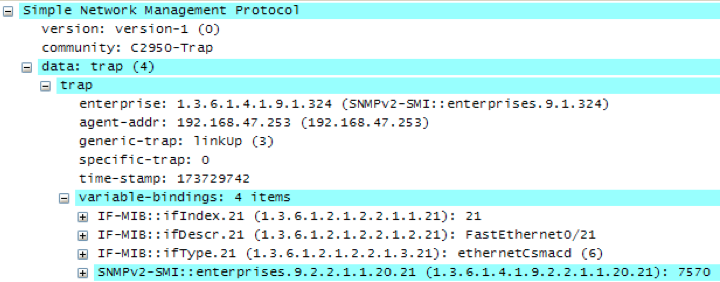 Simple Network Management Protocol
version: version-1 (0)
community: C2950-Trap
data: trap (4)
trap
enterprise: 1.3.6.1.4.1.9.1.324 (SNMPv2-SMI::enterprises.9.1.324)
agent-addr: 192.168.47.253 (192.168.47.253)
generic-trap: linkUp (3)
specific-trap: 0
time-stamp: 173729742
variable-bindings: 4 items
IF-MIB::ifIndex.21 (1.3.6.1.2.1.2.2.1.1.21): 21
IF-MIB::ifDescr.21 (1.3.6.1.2.1.2.2.1.2.21): FastEthernet0/21
IF-MIB::ifType.21 (1.3.6.1.2.1.2.2.1.3.21): ethernetCsmacd (6)
SNMPv2-SMI::enterprises.9.2.2.1.1.20.21 (1.3.6.1.4.1.9.2.2.1.1.20.21): 7570